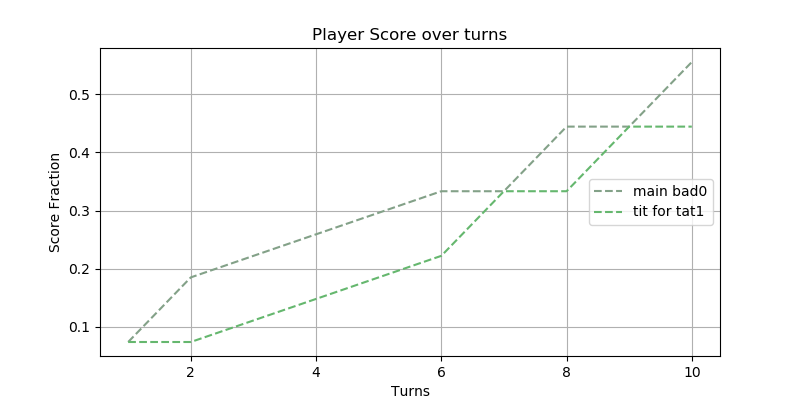 Player Score over turns
0.5
0.4
0.3
0.2
0.1
Score Fraction
main bad0
tit for tat1
2 4 6 8 10
Turns